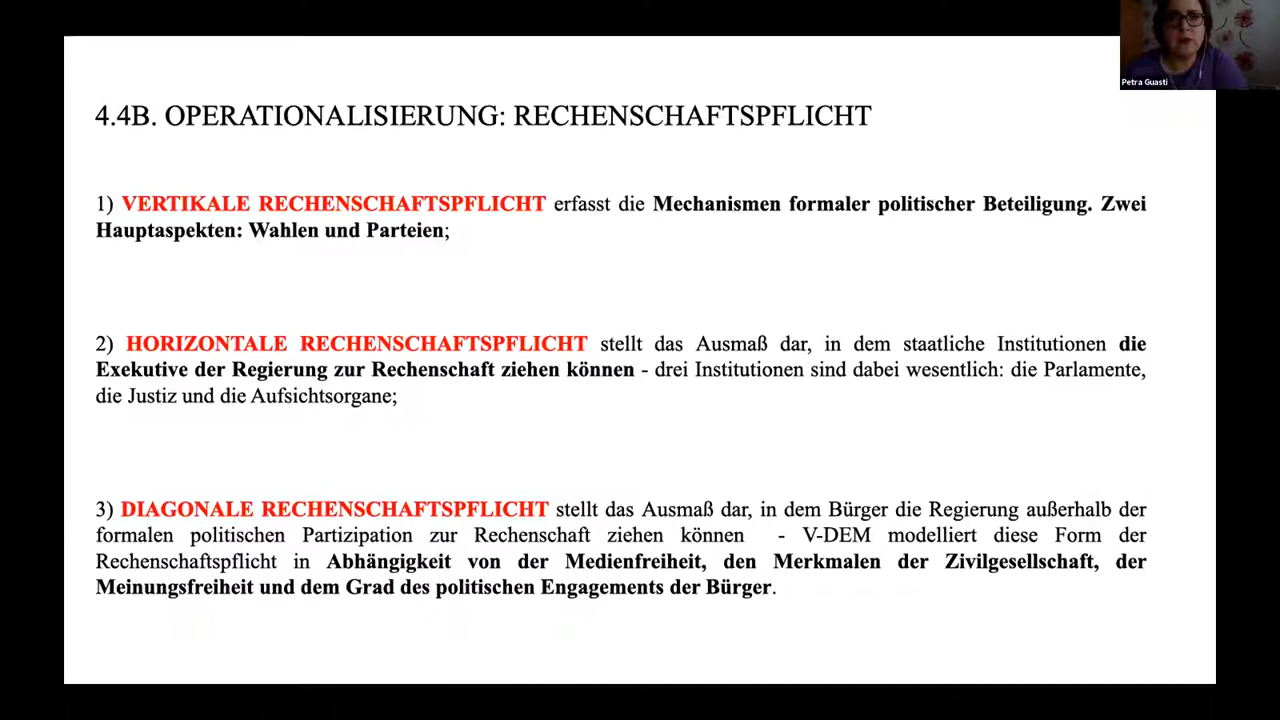 Petra Guasti
4.4B. OPERATIONALISIERUNG: RECHENSCHAFTSPFLICHT
1) VERTIKALE RECHENSCHAFTSPFLICHT erfasst die Mechanismen formaler politischer Beteiligung. Zwei
Hauptaspekten: Wahlen und Parteien;
2) HORIZONTALE RECHENSCHAFTSPFLICHT stellt das Ausmaß dar, in dem staatliche Institutionen die
Exekutive der Regierung zur Rechenschaft ziehen können - drei Institutionen sind dabei wesentlich: die Parlamente,
die Justiz und die Aufsichtsorgane;
3) DIAGONALE RECHENSCHAFTSPFLICHT stellt das Ausmaß dar, in dem Bürger die Regierung außerhalb der
formalen politischen Partizipation zur Rechenschaft ziehen können - V-DEM modelliert diese Form der
Rechenschaftspflicht in Abhängigkeit von der Medienfreiheit, den Merkmalen der Zivilgesellschaft, der
Meinungsfreiheit und dem Grad des politischen Engagements der Bürger.